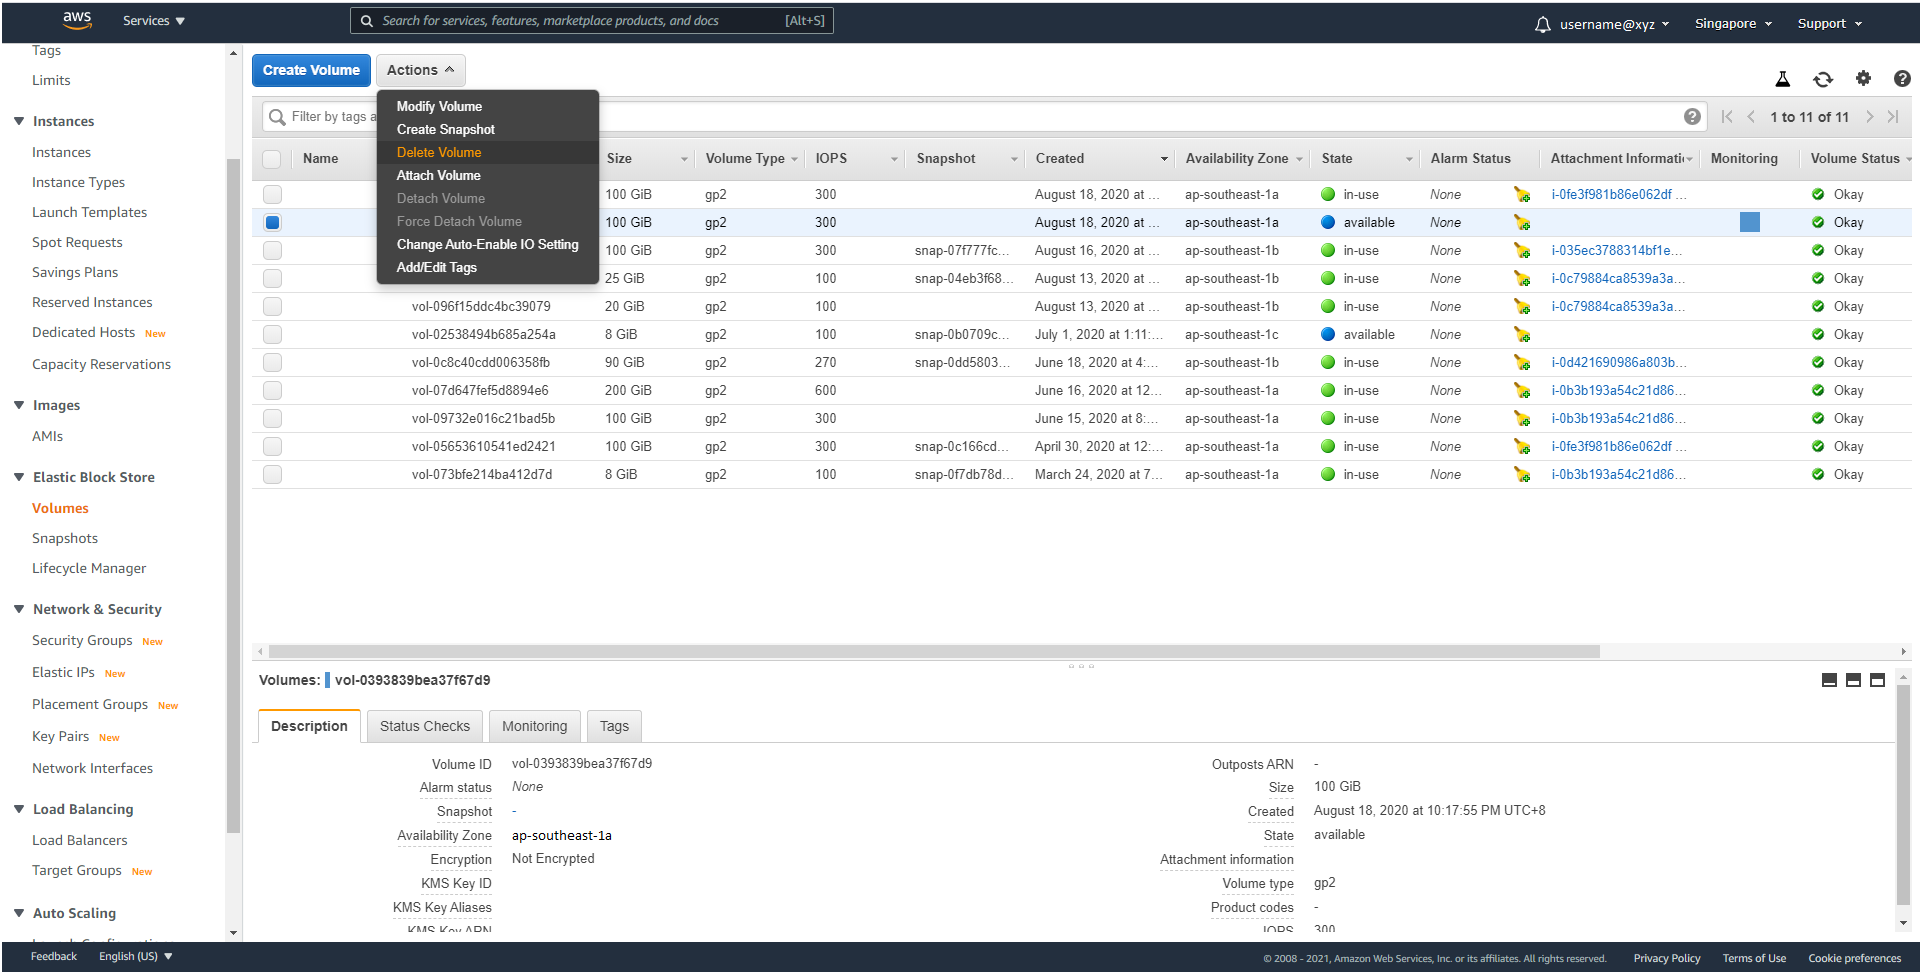 aws
Services
Search for services, features, marketplace products, and docs [Alt+S]
username@xyz
Singapore
Support
Tags
Limits
Instances
Instances
Instance Types
Launch Templates
Spot Requests
Savings Plans
Reserved Instances
Dedicated Hosts New
Capacity Reservations
Images
AMIs
Elastic Block Store
Volumes
Snapshots
Lifecycle Manager
Network & Security
Security Groups New
Elastic IPs New
Placement Groups New
Key Pairs New
Network Interfaces
Load Balancing
Load Balancers
Target Groups New
Auto Scaling
Create Volume
Actions
Modify Volume
Create Snapshot
Delete Volume
Attach Volume
Detach Volume
Force Detach Volume
Change Auto-Enable IO Setting
Add/Edit Tags
Filter by tags a
1 to 11 of 11
Name Size Volume Type IOPS Snapshot Created Availability Zone State Alarm Status Attachment Informati Monitoring Volume Status
100 GiB gp2 300 August 18, 2020 at ... ap-southeast-1a in-use None i-0fe3f981b86e062df ... Okay
100 GiB gp2 300 August 18, 2020 at ... ap-southeast-1a available None Okay
100 GiB gp2 300 snap-07f777fc... August 16, 2020 at ... ap-southeast-1b in-use None i-035ec3788314bf1e... Okay
25 GiB gp2 100 snap-04eb3f68... August 13, 2020 at ... ap-southeast-1b in-use None i-0c79884ca8539a3a... Okay
vol-096f15ddc4bc39079 20 GiB gp2 100 August 13, 2020 at ... ap-southeast-1b in-use None i-0c79884ca8539a3a... Okay
vol-02538494b685a254a 8 GiB gp2 100 snap-0b0709c... July 1, 2020 at 1:11:... ap-southeast-1c available None Okay
vol-0c8c40cdd006358fb 90 GiB gp2 270 snap-0dd5803... June 18, 2020 at 4:... ap-southeast-1b in-use None i-0d421690986a803b... Okay
vol-07d647fef5d8894e6 200 GiB gp2 600 June 16, 2020 at 12... ap-southeast-1a in-use None i-0b3b193a54c21d86... Okay
vol-09732e016c21bad5b 100 GiB gp2 300 June 15, 2020 at 8:... ap-southeast-1a in-use None i-0b3b193a54c21d86... Okay
vol-05653610541ed2421 100 GiB gp2 300 snap-0c166cd... April 30, 2020 at 12:... ap-southeast-1a in-use None i-0fe3f981b86e062df ... Okay
vol-073bfe214ba412d7d 8 GiB gp2 100 snap-0f7db78d... March 24, 2020 at 7... ap-southeast-1a in-use None i-0b3b193a54c21d86... Okay
Volumes: vol-0393839bea37f67d9
Description Status Checks Monitoring Tags
Volume ID vol-0393839bea37f67d9
Alarm status None
Snapshot -
Availability Zone ap-southeast-1a
Encryption Not Encrypted
KMS Key ID
KMS Key Aliases
KMS Key ARN
Outposts ARN -
Size 100 GiB
Created August 18, 2020 at 10:17:55 PM UTC+8
State available
Attachment information
Volume type gp2
Product codes -
IOPS 300
Feedback English (US)
© 2008 - 2021, Amazon Web Services, Inc. or its affiliates. All rights reserved. Privacy Policy Terms of Use Cookie preferences